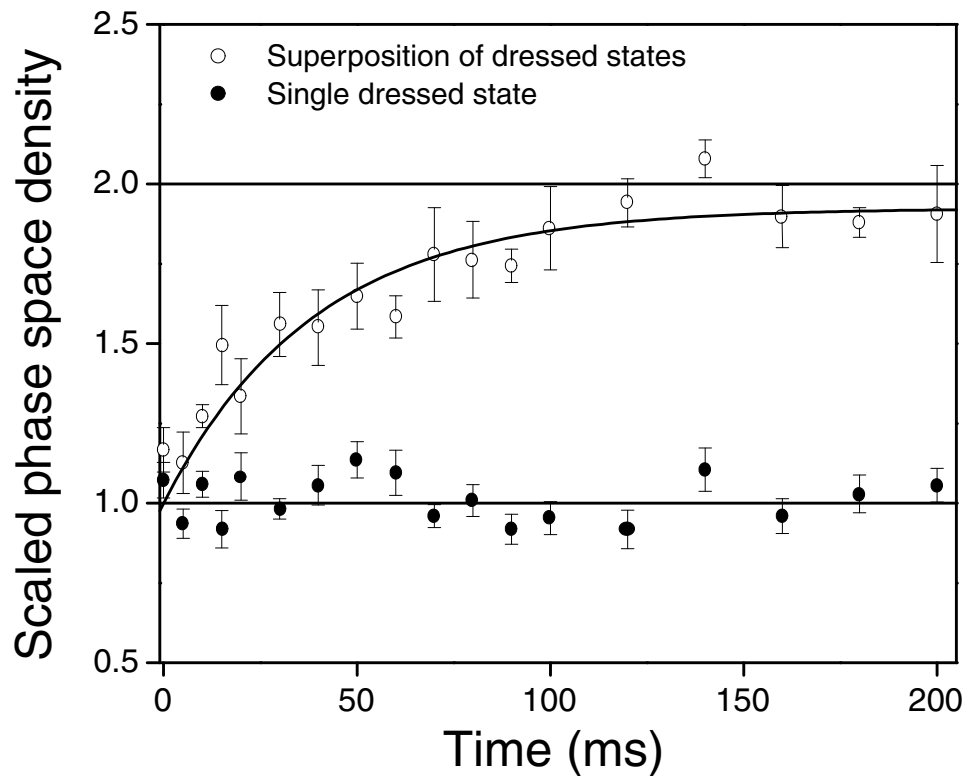 Scaled phase space density
2.5
2.0
1.5
1.0
0.5
Superposition of dressed states
Single dressed state
0 50 100 150 200
Time (ms)